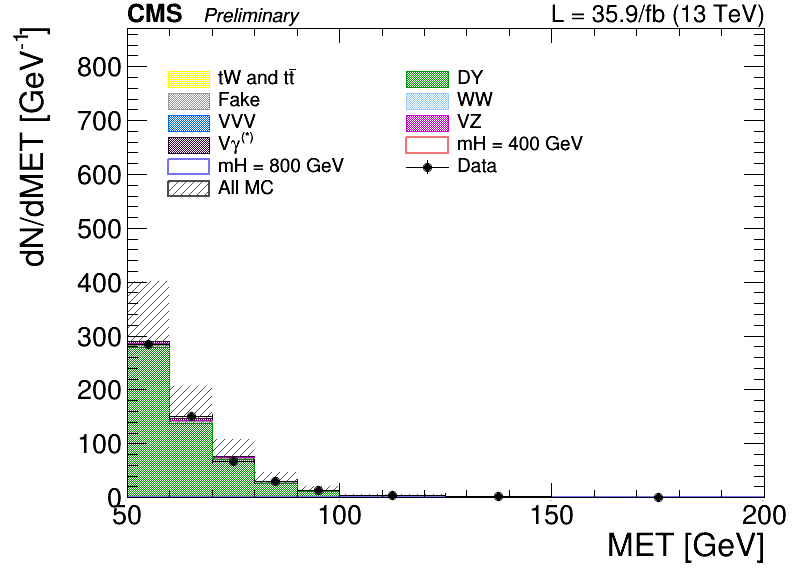 CMS Preliminary L = 35.9/fb (13 TeV)
dN/dMET [GeV⁻¹]
800
700
600
500
400
300
200
100
0
tW and tt̄ DY
Fake WW
VVV VZ
Vγ(*) mH = 400 GeV
mH = 800 GeV Data
All MC
50 100 150 200
MET [GeV]